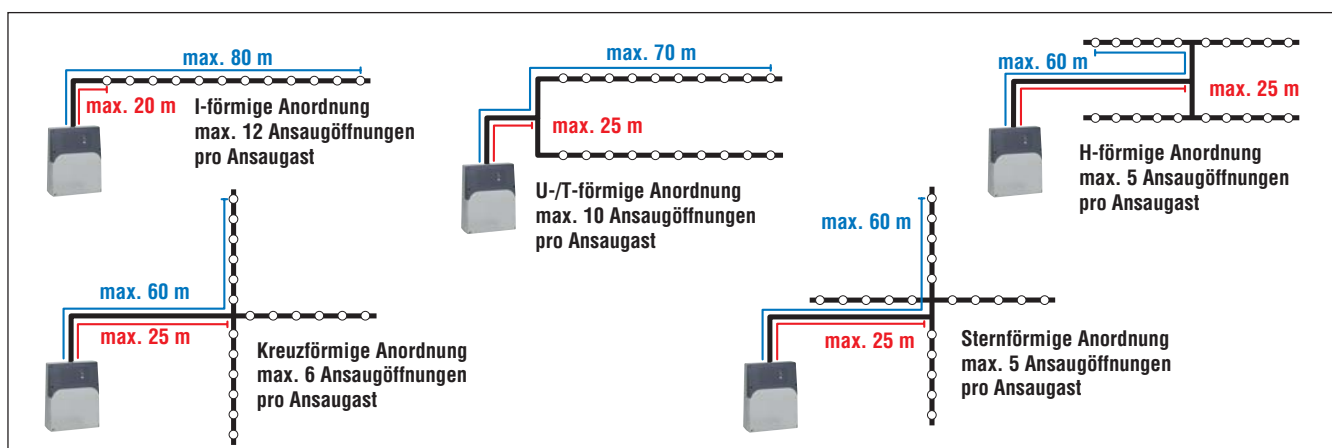 max. 80 m
max. 20 m
I-förmige Anordnung
max. 12 Ansaugöffnungen
pro Ansaugast
max. 70 m
max. 25 m
U-/T-förmige Anordnung
max. 10 Ansaugöffnungen
pro Ansaugast
max. 60 m
max. 25 m
H-förmige Anordnung
max. 5 Ansaugöffnungen
pro Ansaugast
max. 60 m
max. 25 m
Kreuzförmige Anordnung
max. 6 Ansaugöffnungen
pro Ansaugast
max. 60 m
max. 25 m
Sternförmige Anordnung
max. 5 Ansaugöffnungen
pro Ansaugast